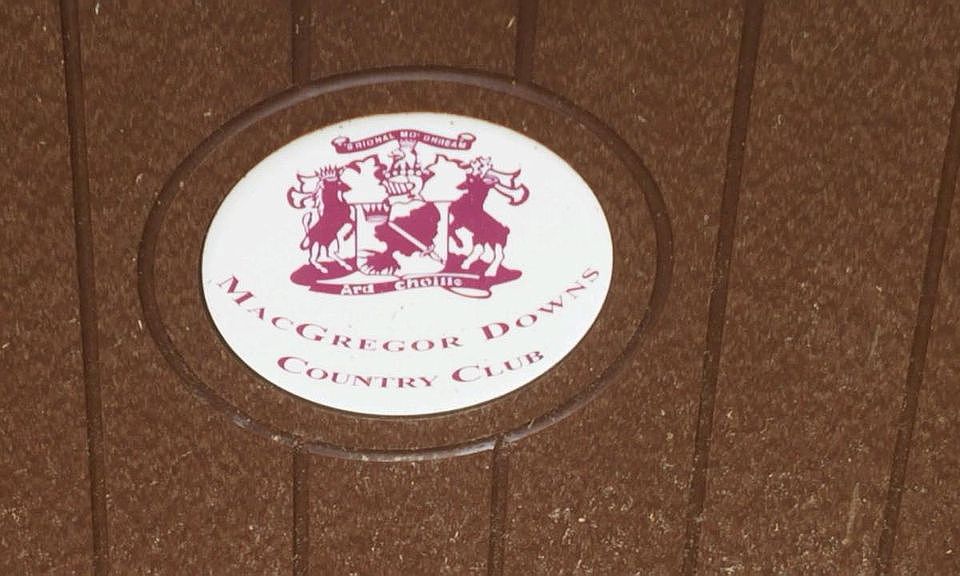 'S RIOGHAL MO' DHREAM
Ard Choille
MACGREGOR DOWNS
COUNTRY CLUB